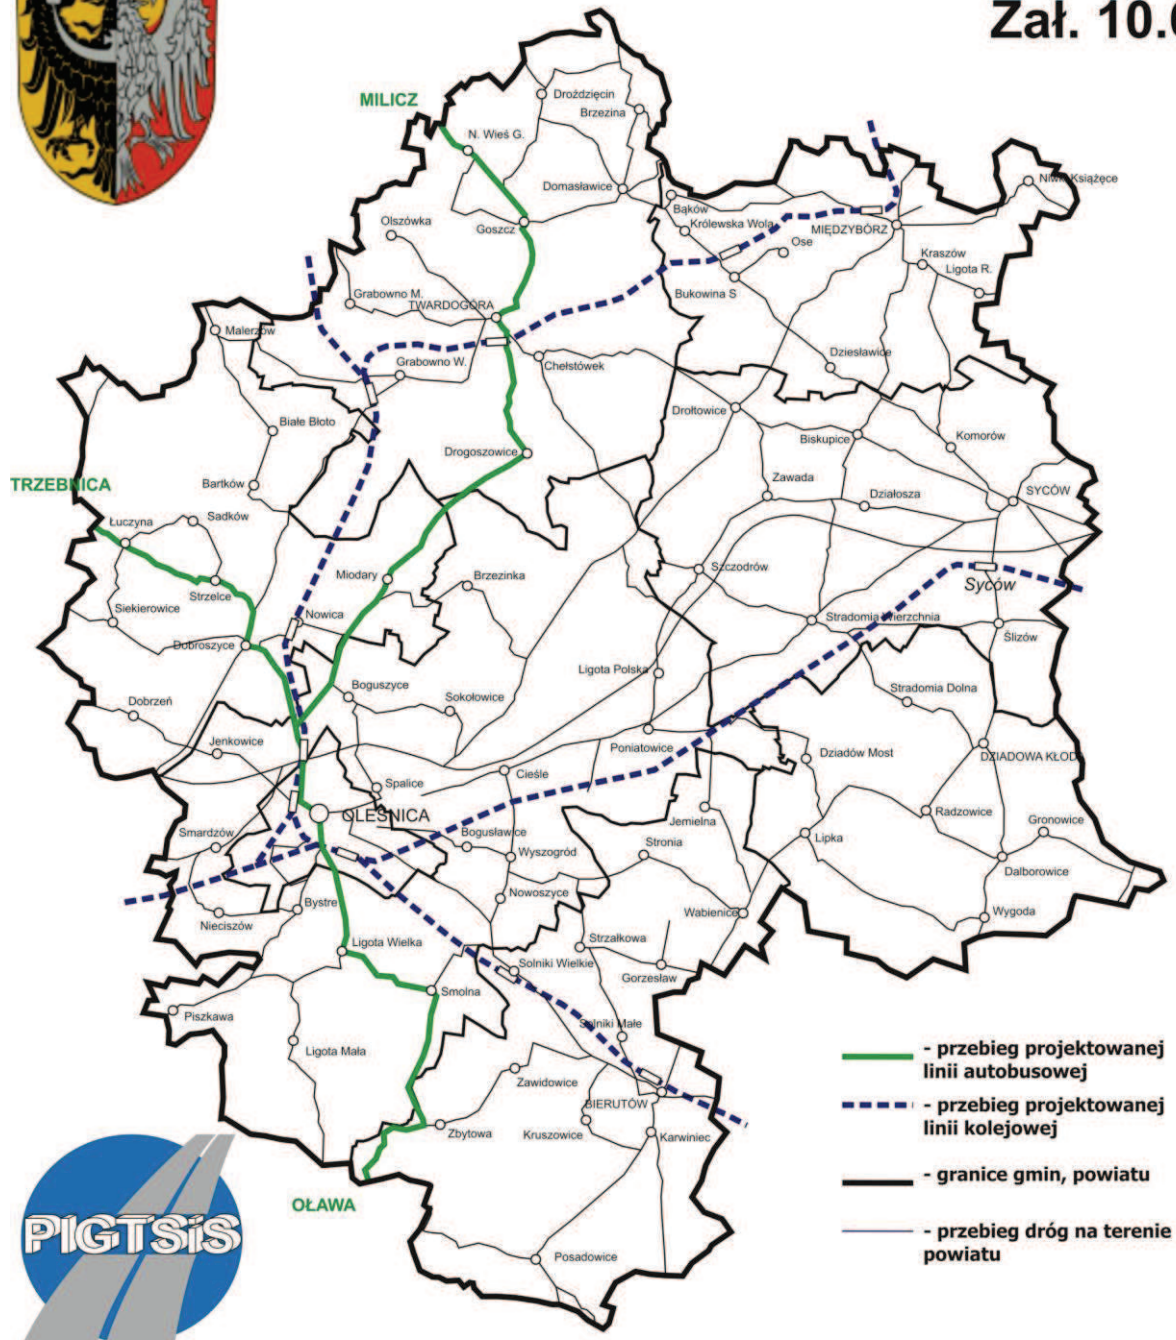 Zał. 10.
MILICZ
Droździęcin
Brzezina
N. Wieś G.
Domasławice
Niwki Książęce
Bąków
Olszówka
Goszcz
Królewska Wola
MIĘDZYBÓRZ
Ose
Kraszów
Ligota R.
Grabowno M.
Bukowina S
TWARDOGÓRA
Malerzów
Dziesławice
Grabowno W.
Chełstówek
Drołtowice
Białe Błoto
Biskupice
Komorów
Drogoszowice
TRZEBNICA
Bartków
Zawada
Działosza
SYCÓW
Łuczyna
Sadków
Szczodrów
Miodary
Brzezinka
Syców
Strzelce
Siekierowice
Nowica
Stradomia Wierzchnia
Ślizów
Dobroszyce
Ligota Polska
Boguszyce
Sokołowice
Stradomia Dolna
Dobrzeń
Jenkowice
Poniatowice
Dziadów Most
DZIADOWA KŁOD
Cieśle
Spalice
OLEŚNICA
Jemielna
Radzowice
Gronowice
Smardzów
Bogusławice
Lipka
Stronia
Wyszogród
Dalborowice
Nowoszyce
Bystre
Wabienice
Wygoda
Nieciszów
Ligota Wielka
Strzałkowa
Solniki Wielkie
Gorzesław
Smolna
Piszkawa
Solniki Małe
Ligota Mała
- przebieg projektowanej
linii autobusowej
Zawidowice
BIERUTÓW
- przebieg projektowanej
linii kolejowej
Zbytowa
Kruszowice
Karwiniec
- granice gmin, powiatu
OŁAWA
PIGTSiS
- przebieg dróg na terenie
powiatu
Posadowice